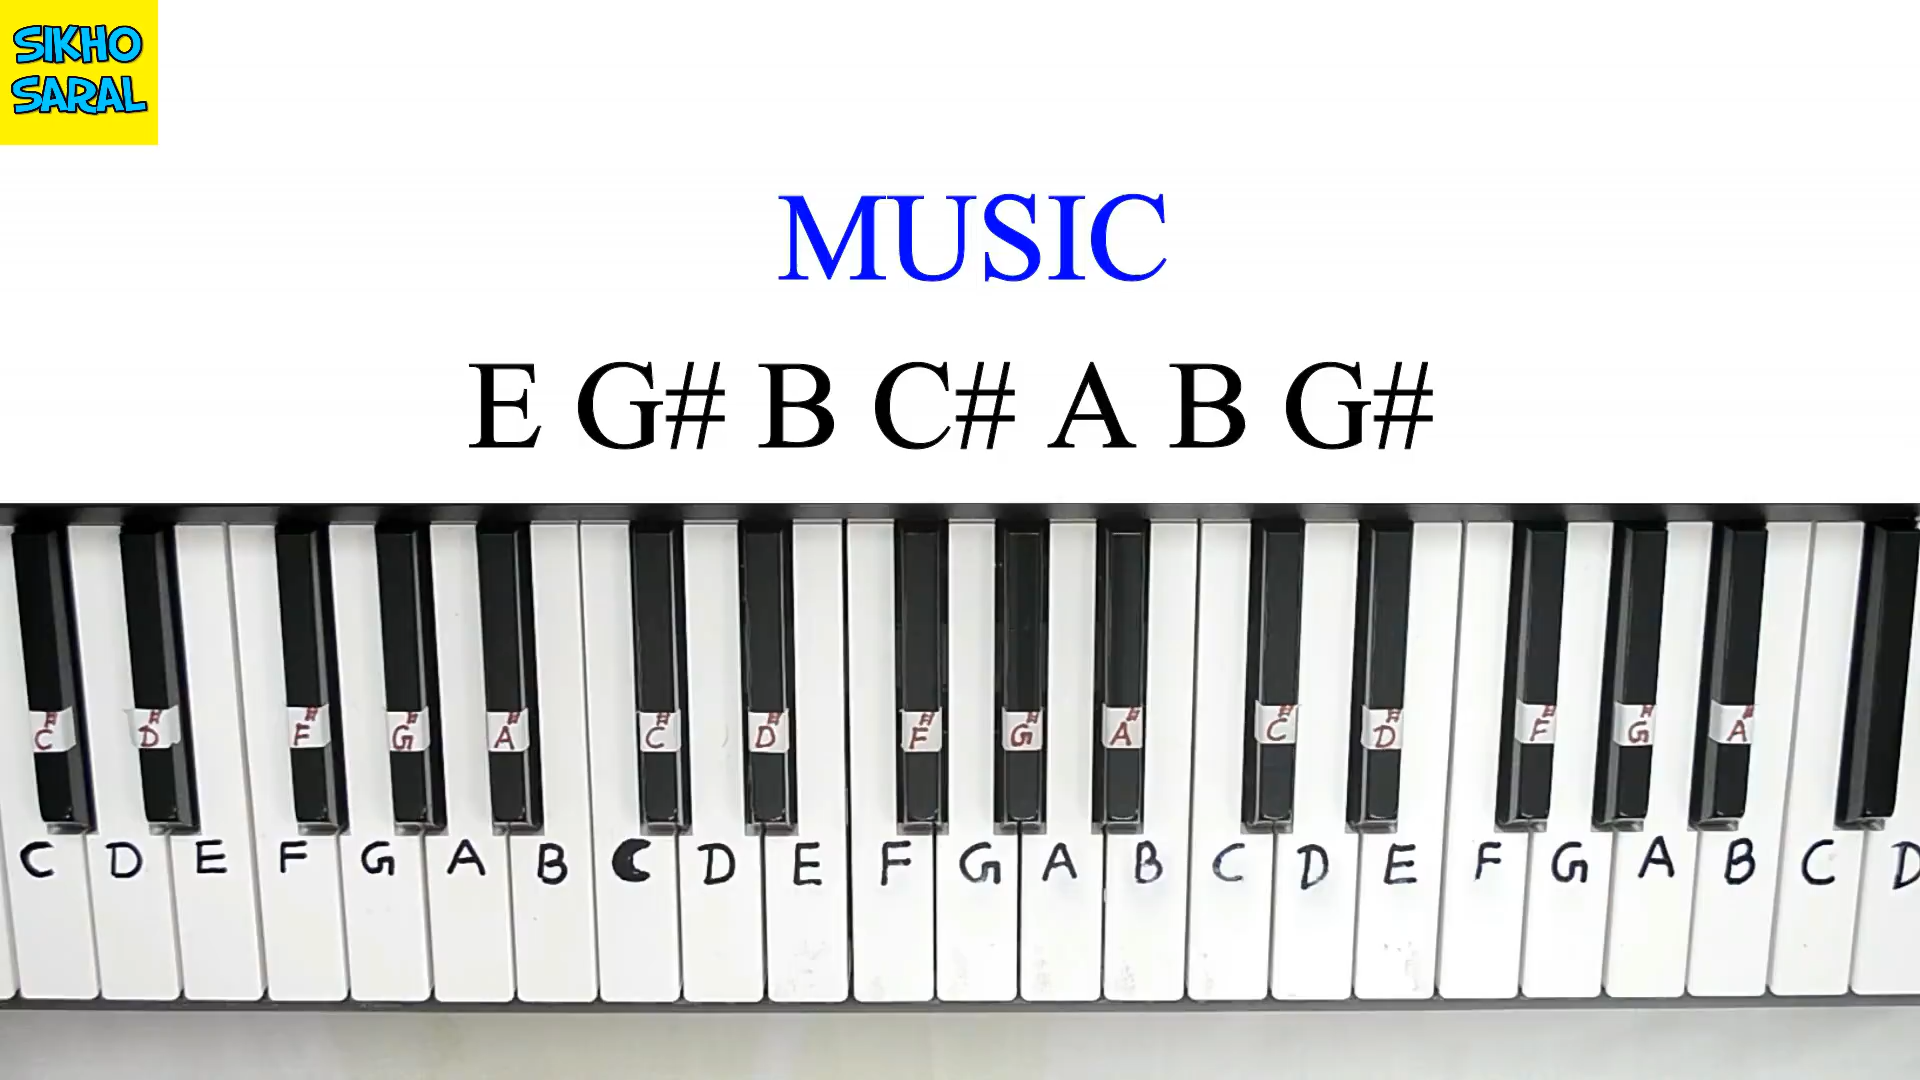 SIKHO
SARAL
MUSIC
E G# B C# A B G#
C# D# F# G# A# C# D# F# G# A# C# D# F# G# A#
C D E F G A B C D E F G A B C D E F G A B C D